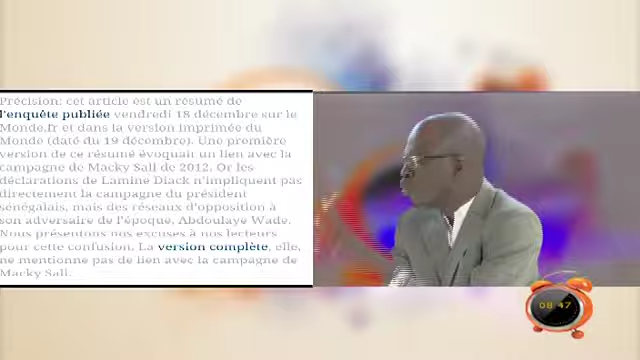 Précision: cet article est un résumé de
l'enquête publiée vendredi 18 décembre sur le
Monde.fr et dans la version imprimée du
Monde (daté du 19 décembre). Une première
version de ce résumé évoquait un lien avec la
campagne de Macky Sall de 2012. Or les
déclarations de Lamine Diack n'impliquent pas
directement la campagne du président
sénégalais, mais des réseaux d'opposition à
son adversaire de l'époque, Abdoulaye Wade.
Nous présentons nos excuses à nos lecteurs
pour cette confusion. La version complète, elle,
ne mentionne pas de lien avec la campagne de
Macky Sall.
08:47